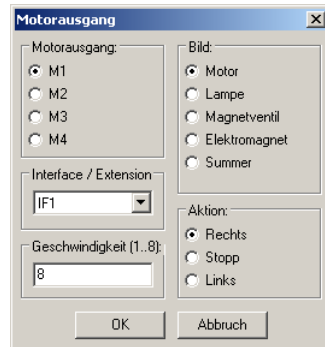 Motorausgang
Motorausgang:
M1
M2
M3
M4
Interface / Extension
IF1
Geschwindigkeit (1..8):
8
Bild:
Motor
Lampe
Magnetventil
Elektromagnet
Summer
Aktion:
Rechts
Stopp
Links
OK
Abbruch